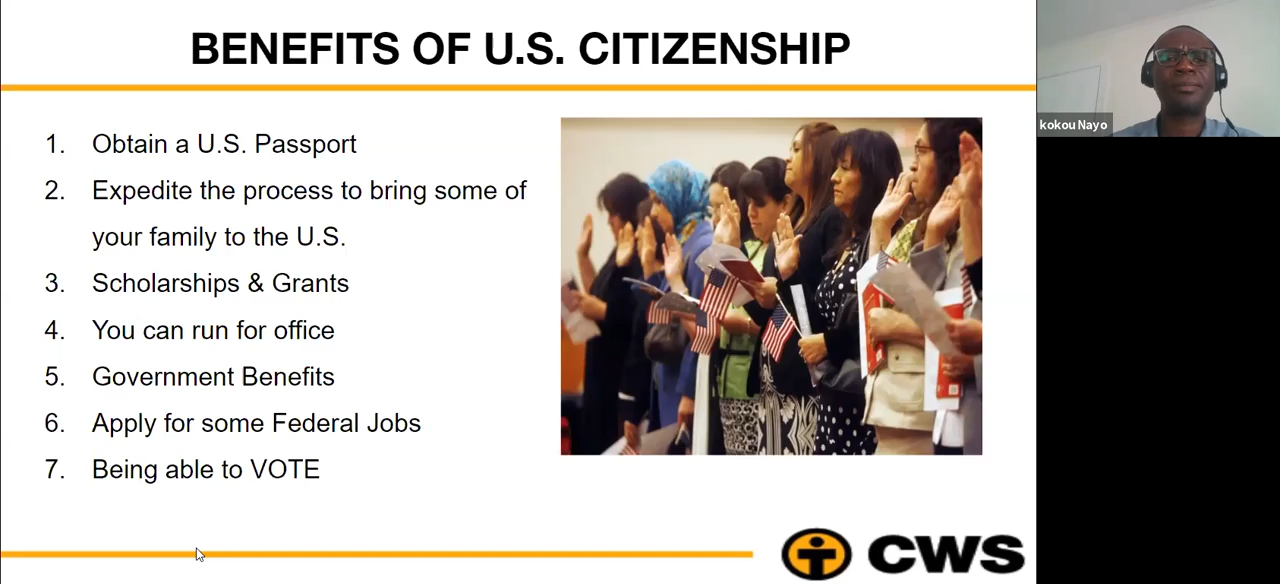 BENEFITS OF U.S. CITIZENSHIP
1. Obtain a U.S. Passport
2. Expedite the process to bring some of
your family to the U.S.
3. Scholarships & Grants
4. You can run for office
5. Government Benefits
6. Apply for some Federal Jobs
7. Being able to VOTE
CWS
kokou Nayo